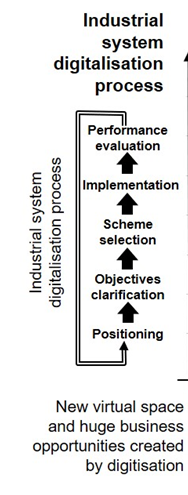 Industrial
system
digitalisation
process
Performance
evaluation
Implementation
Scheme
selection
Objectives
clarification
Positioning
Industrial system
digitalisation process
New virtual space
and huge business
opportunities created
by digitisation